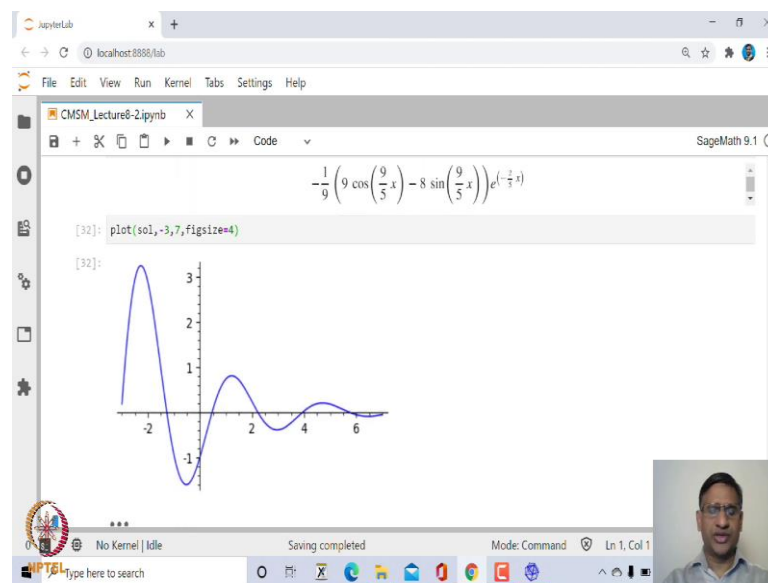 JupyterLab
localhost:8888/lab
File Edit View Run Kernel Tabs Settings Help
CMSM_Lecture8-2.ipynb
Code
SageMath 9.1
-1/9 (9 cos(9/5 x) − 8 sin(9/5 x)) e^(−2/5 x)
[32]: plot(sol,-3,7,figsize=4)
[32]:
3
2
1
-2 2 4 6
-1
No Kernel | Idle Saving completed Mode: Command Ln 1, Col 1
NPTEL
Type here to search